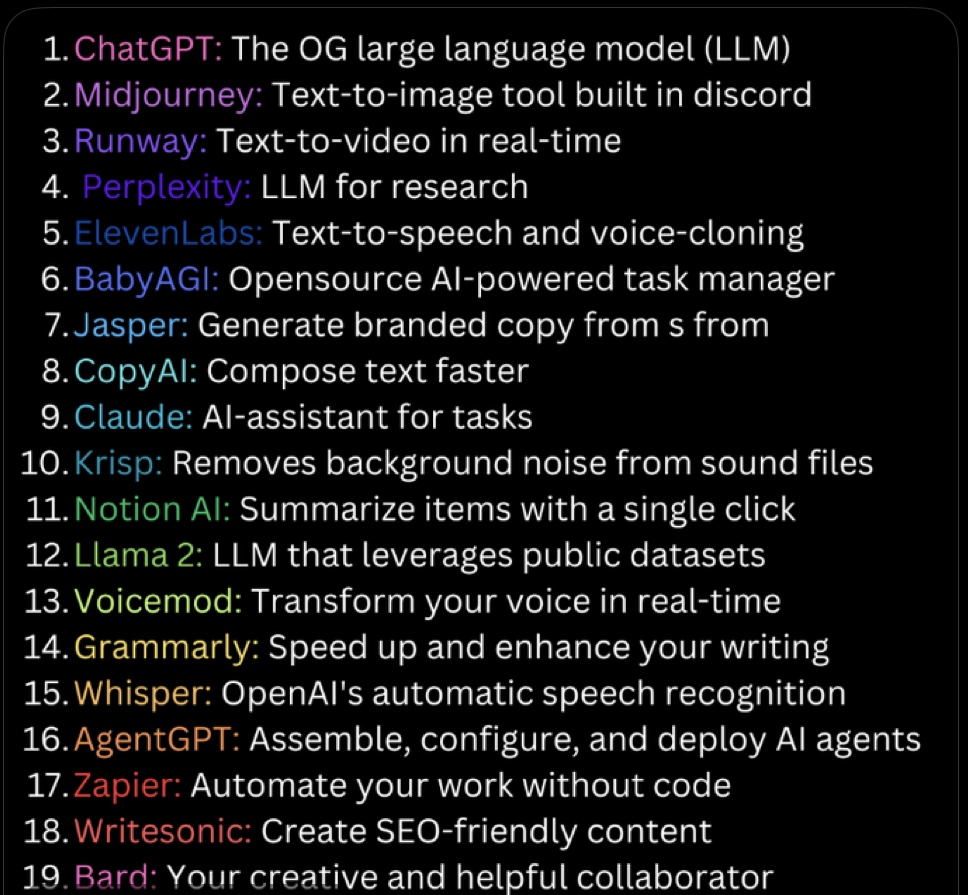 1. ChatGPT: The OG large language model (LLM)
2. Midjourney: Text-to-image tool built in discord
3. Runway: Text-to-video in real-time
4. Perplexity: LLM for research
5. ElevenLabs: Text-to-speech and voice-cloning
6. BabyAGI: Opensource AI-powered task manager
7. Jasper: Generate branded copy from s from
8. CopyAI: Compose text faster
9. Claude: AI-assistant for tasks
10. Krisp: Removes background noise from sound files
11. Notion AI: Summarize items with a single click
12. Llama 2: LLM that leverages public datasets
13. Voicemod: Transform your voice in real-time
14. Grammarly: Speed up and enhance your writing
15. Whisper: OpenAI's automatic speech recognition
16. AgentGPT: Assemble, configure, and deploy AI agents
17. Zapier: Automate your work without code
18. Writesonic: Create SEO-friendly content
19. Bard: Your creative and helpful collaborator